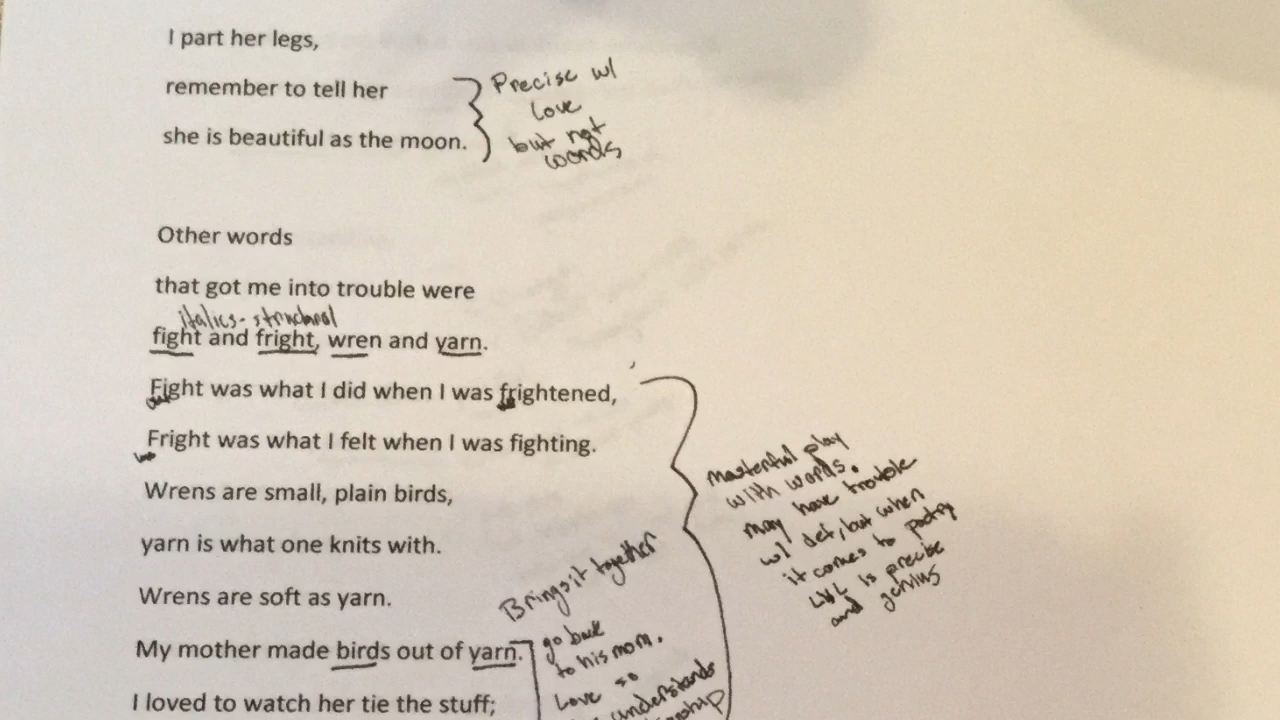 I part her legs,
remember to tell her
she is beautiful as the moon.
Precise w/
Love
but not
words
Other words
that got me into trouble were
italics - structural
fight and fright, wren and yarn.
Fight was what I did when I was frightened,
Fright was what I felt when I was fighting.
Wrens are small, plain birds,
yarn is what one knits with.
Wrens are soft as yarn.
My mother made birds out of yarn.
I loved to watch her tie the stuff;
masterful play
with words.
may have trouble
w/ def, but when
it comes to poetry
LYL is precise
and genius
Brings it together
go back
to his mom.
Love so
understands